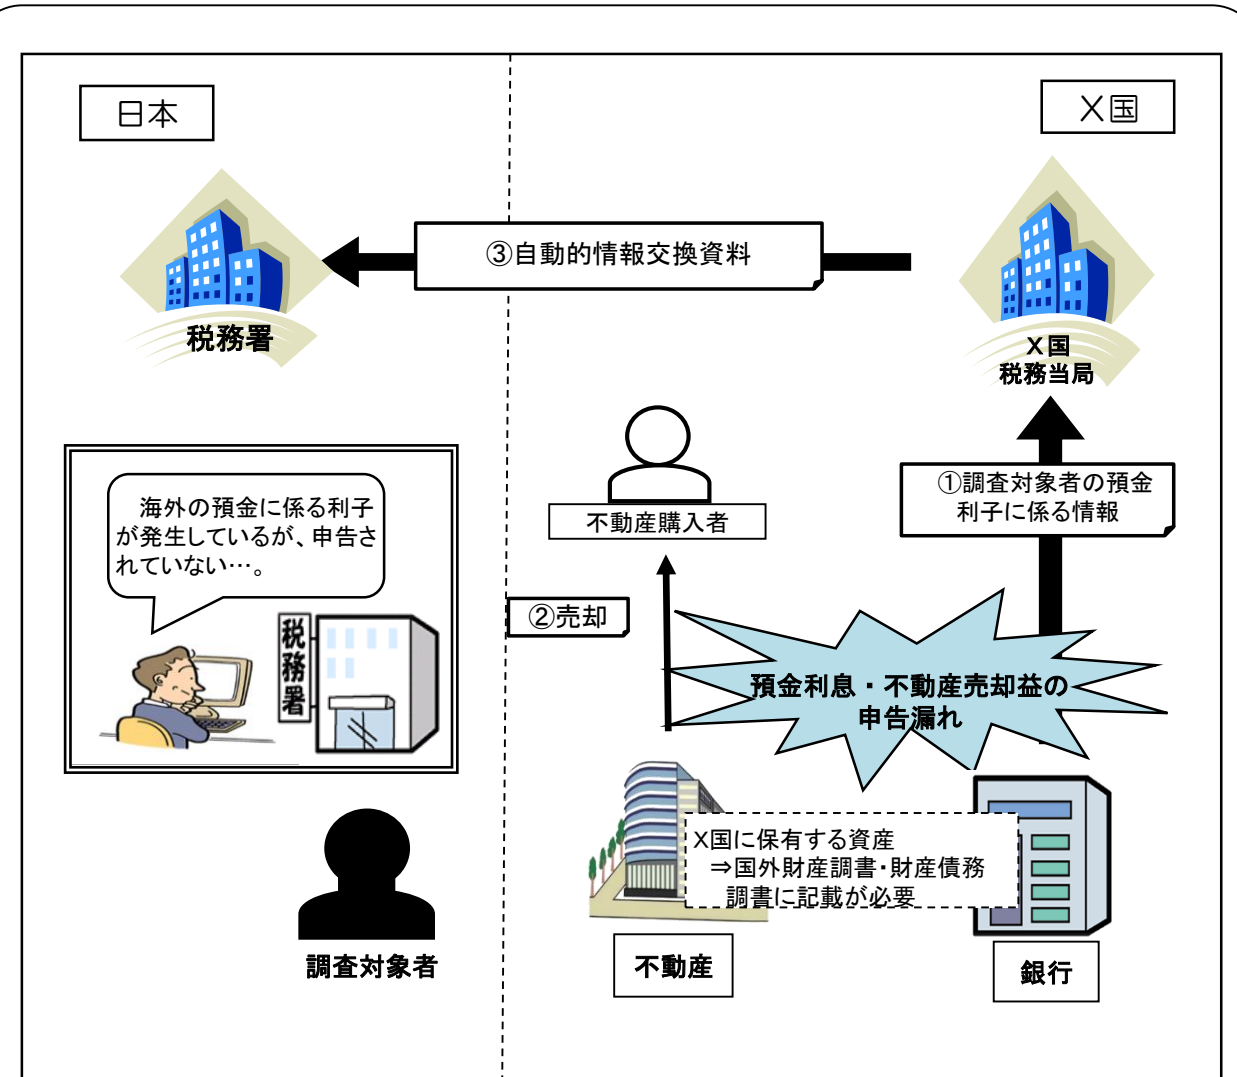 日本
X国
③自動的情報交換資料
税務署
X国
税務当局
海外の預金に係る利子
が発生しているが、申告さ
れていない…。
税務署
不動産購入者
①調査対象者の預金
利子に係る情報
②売却
預金利息・不動産売却益の
申告漏れ
X国に保有する資産
⇒国外財産調書・財産債務
調書に記載が必要
調査対象者
不動産
銀行